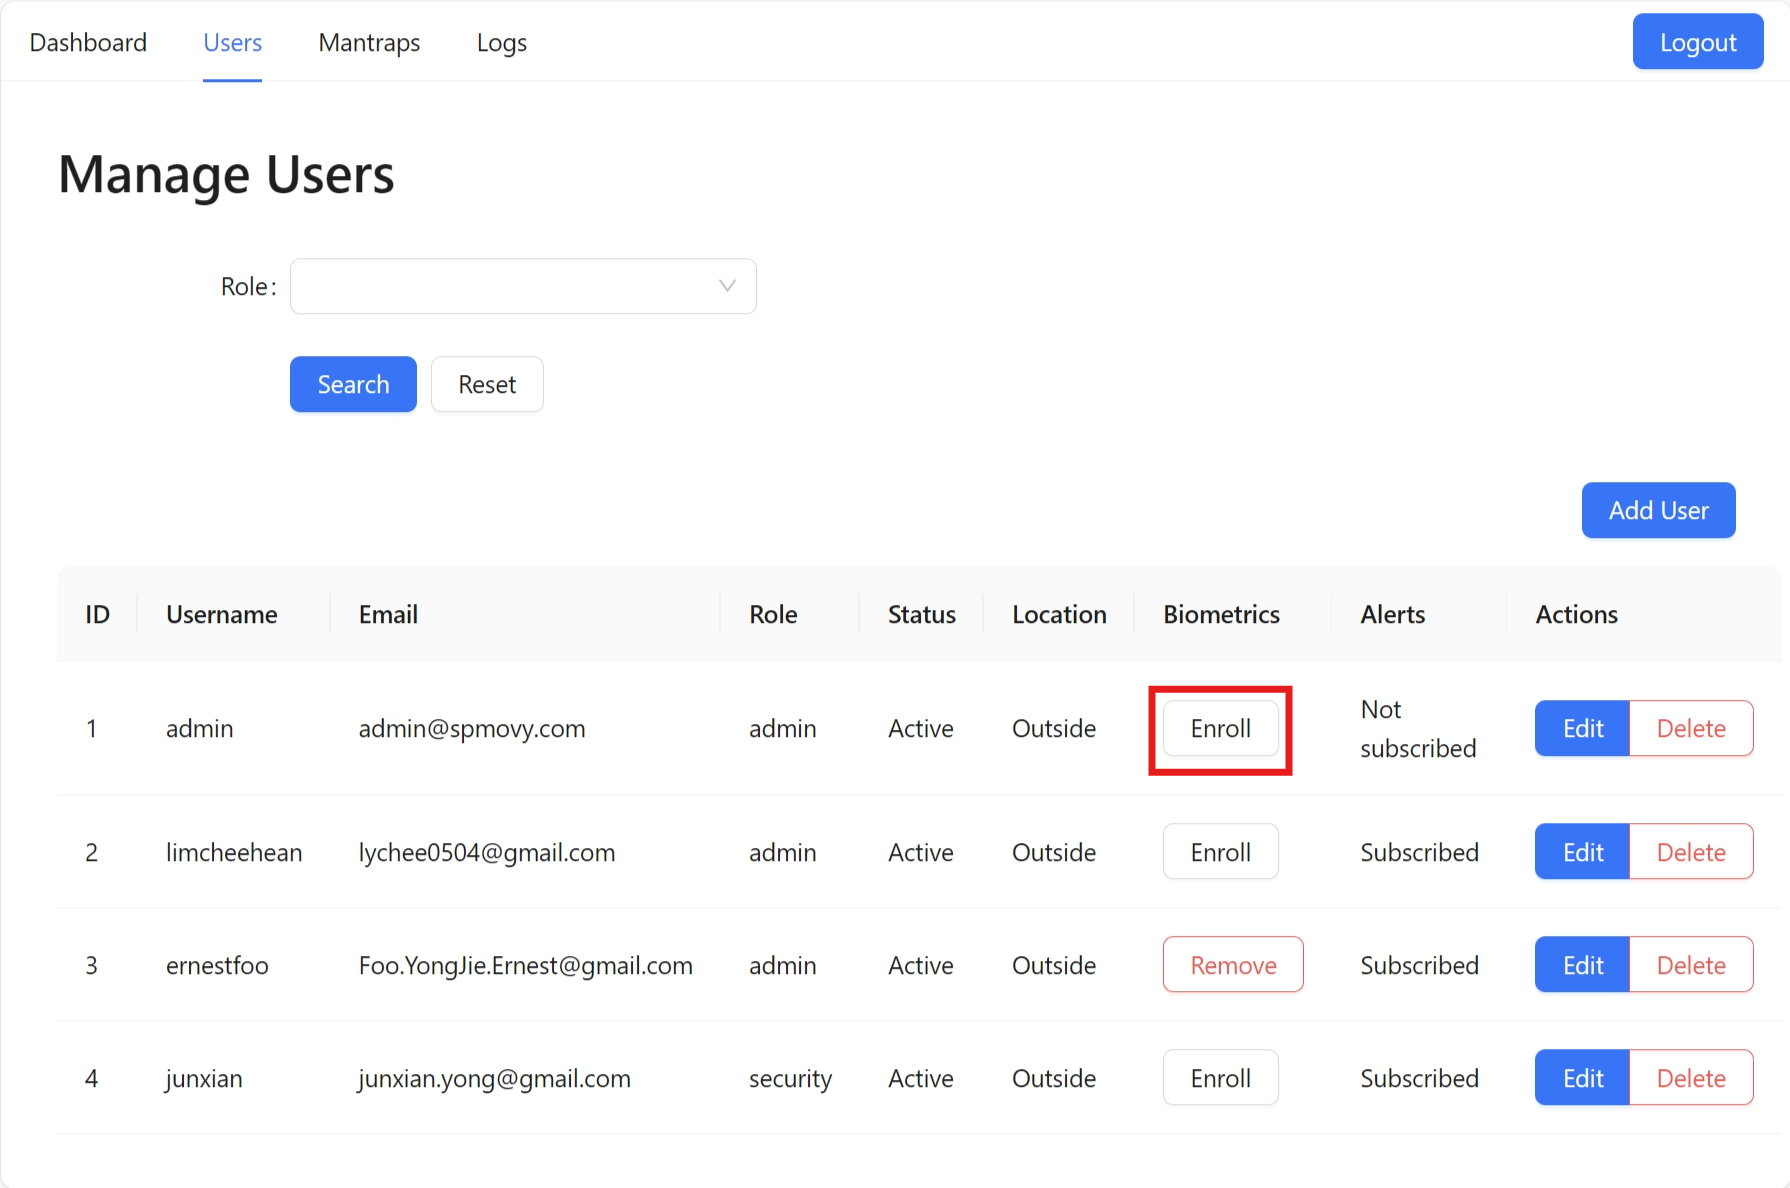 Dashboard Users Mantraps Logs Logout
Manage Users
Role:
Search Reset
Add User
ID Username Email Role Status Location Biometrics Alerts Actions
1 admin admin@spmovy.com admin Active Outside Enroll Not subscribed Edit Delete
2 limcheehean lychee0504@gmail.com admin Active Outside Enroll Subscribed Edit Delete
3 ernestfoo Foo.YongJie.Ernest@gmail.com admin Active Outside Remove Subscribed Edit Delete
4 junxian junxian.yong@gmail.com security Active Outside Enroll Subscribed Edit Delete